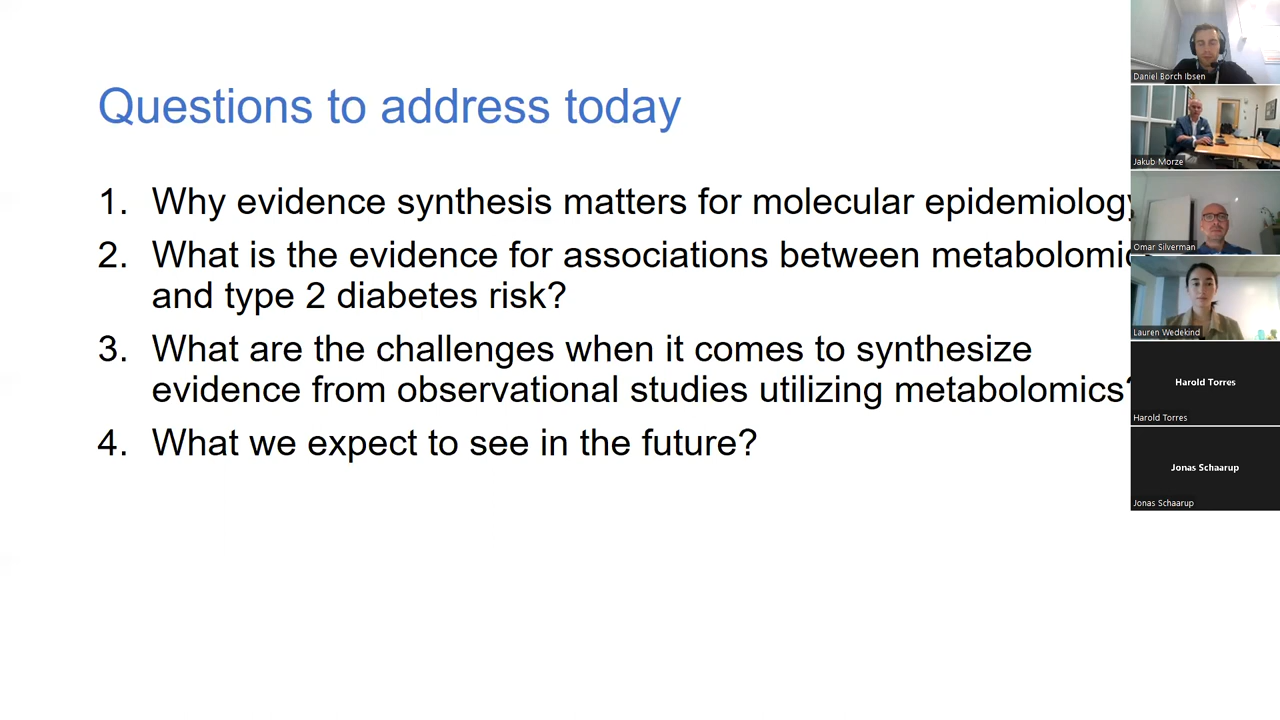 Questions to address today
1. Why evidence synthesis matters for molecular epidemiology
2. What is the evidence for associations between
and type 2 diabetes risk?
3. What are the challenges when it comes to synthesize
evidence from observational studies utilizing metabolomics?
4. What we expect to see in the future?
Daniel Borch Ibsen
Jakub Morze
Omar Silverman
Lauren Wedekind
Harold Torres
Harold Torres
Jonas Schaarup
Jonas Schaarup